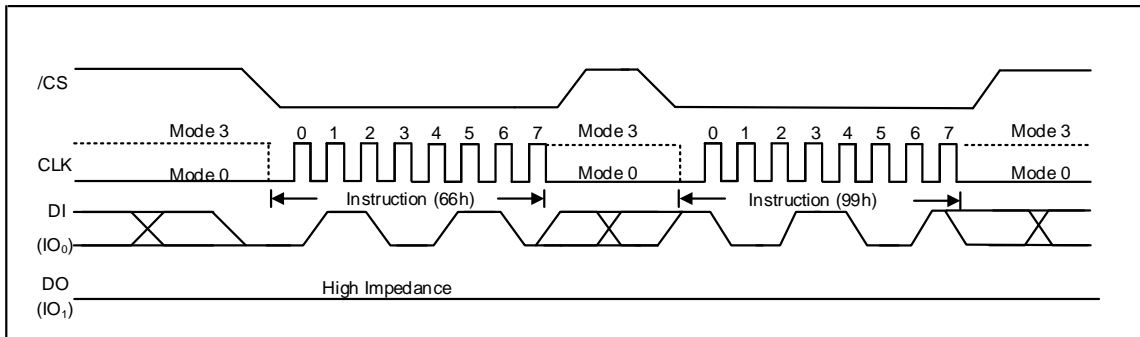 /CS
Mode 3 0 1 2 3 4 5 6 7 Mode 3 0 1 2 3 4 5 6 7 Mode 3
CLK Mode 0 Mode 0 Mode 0
Instruction (66h) Instruction (99h)
DI
(IO₀)
DO
High Impedance
(IO₁)